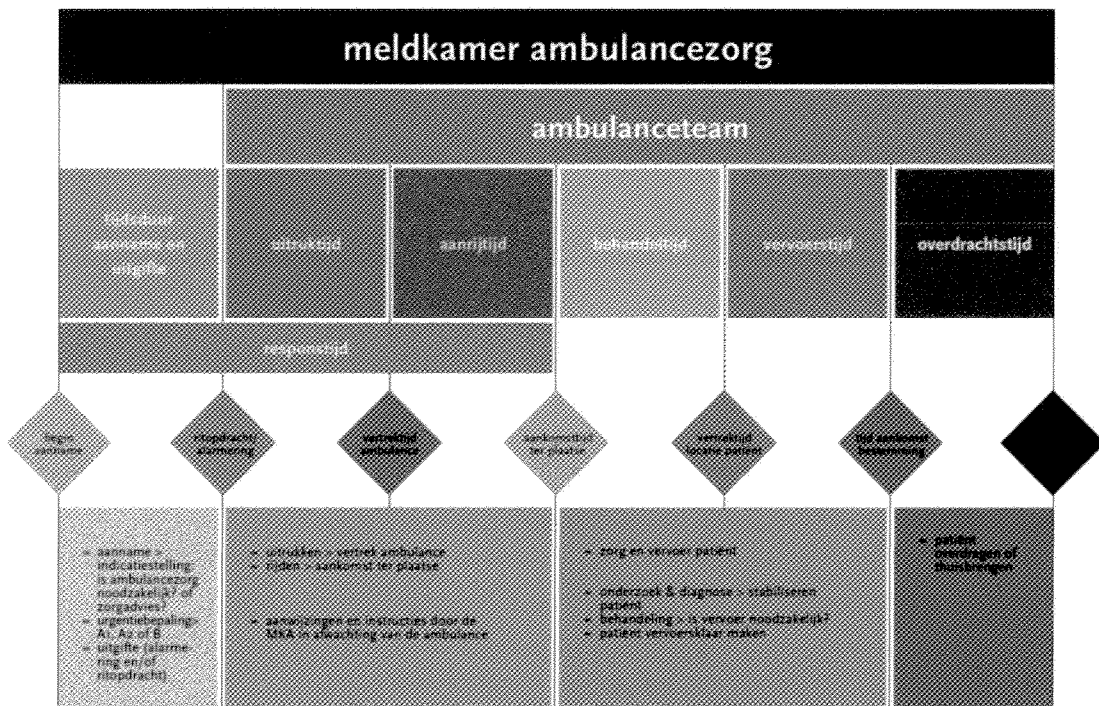 meldkamer ambulancezorg
ambulanceteam
tijdsduur
aanname en
uitgifte
uitruktijd
aanrijtijd
behandeltijd
vervoerstijd
overdrachtstijd
responstijd
begin
aanname
ritopdracht/
alarmering
vertrektijd
ambulance
aankomsttijd
ter plaatse
vertrektijd
locatie patiënt
tijd aankomst
bestemming
» aanname >
indicatiestelling:
is ambulancezorg
noodzakelijk? of
zorgadvies?
» urgentiebepaling>
A1, A2 of B
» uitgifte (alarme-
ring en/of
ritopdracht)
» uitrukken > vertrek ambulance
» rijden > aankomst ter plaatse
» aanwijzingen en instructies door de
MKA in afwachting van de ambulance
» zorg en vervoer patiënt
» onderzoek & diagnose > stabiliseren
patiënt
» behandeling > is vervoer noodzakelijk?
» patiënt vervoersklaar maken
» patiënt
overdragen of
thuisbrengen